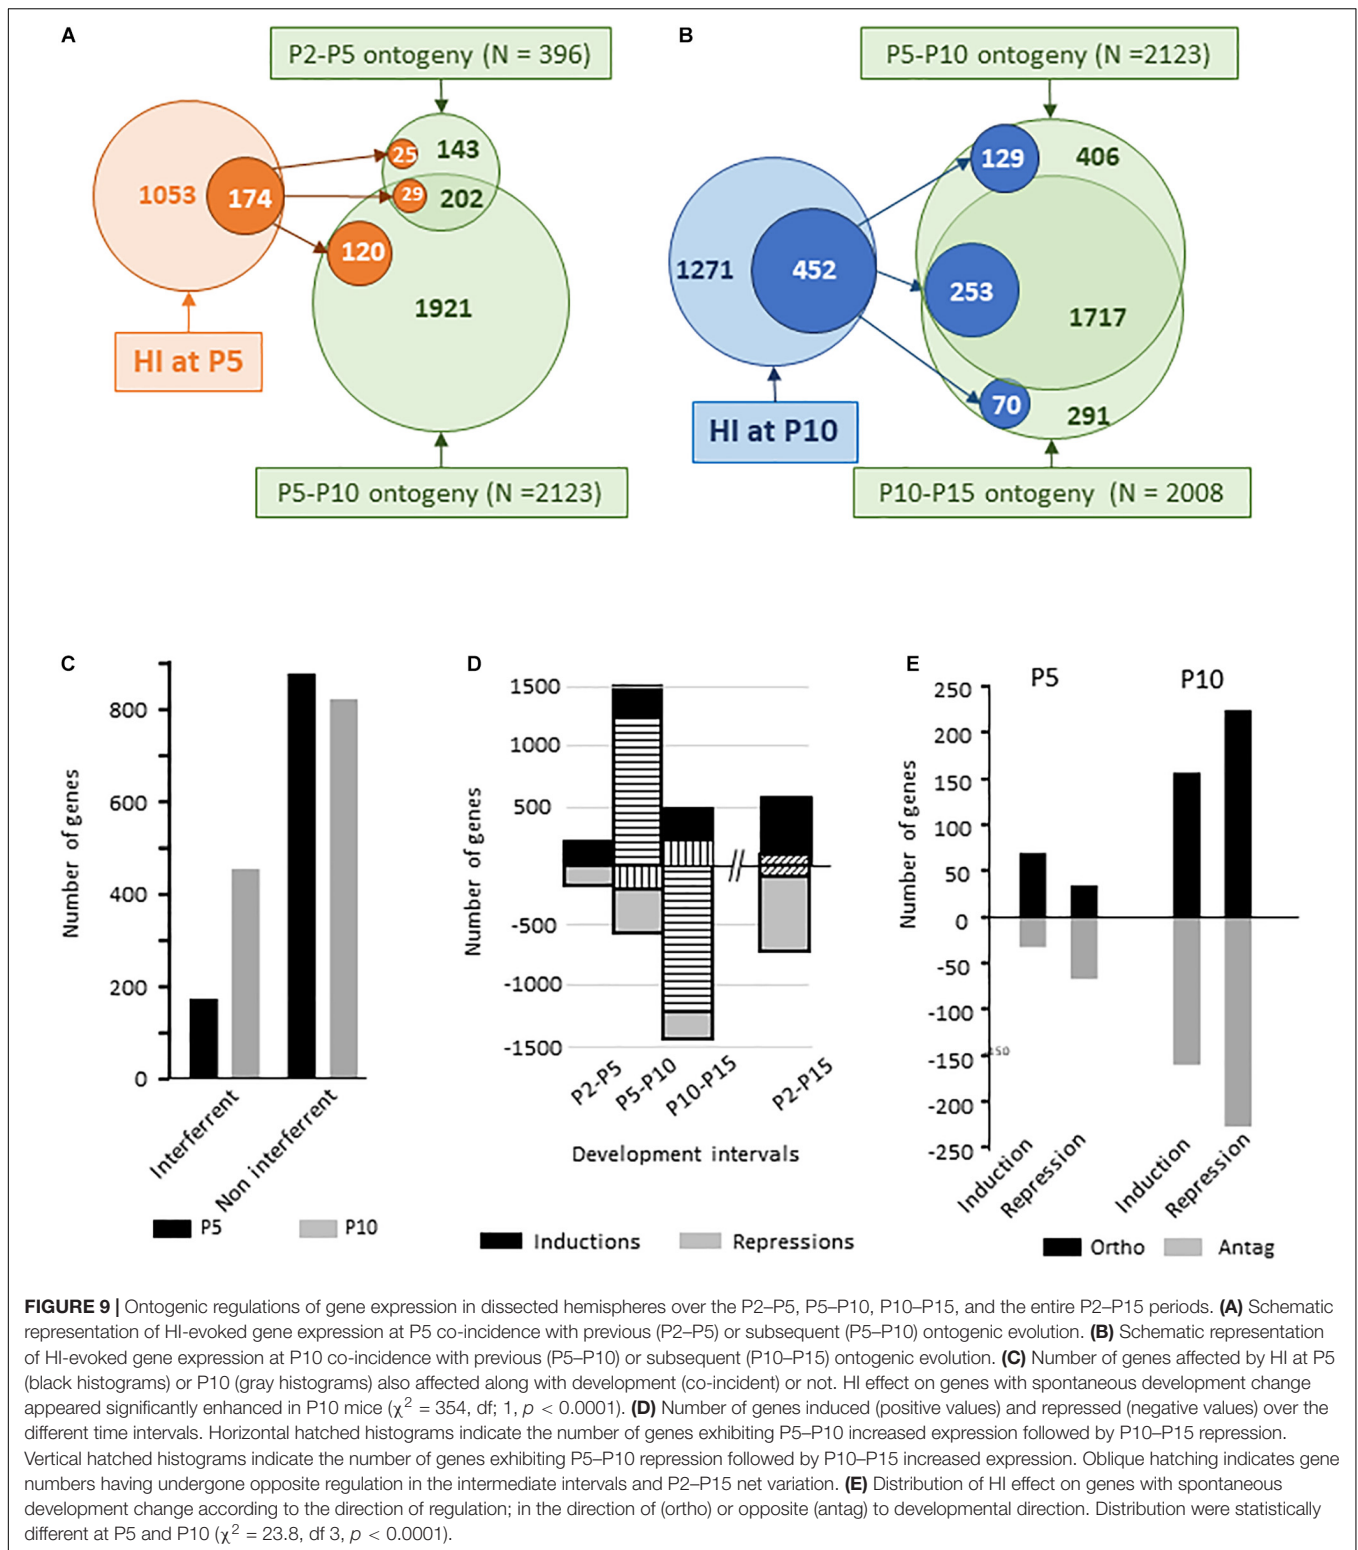 A
B
P2-P5 ontogeny (N = 396)
P5-P10 ontogeny (N =2123)
1053
174
25
143
29
202
120
1921
HI at P5
P5-P10 ontogeny (N =2123)
1271
452
129
406
253
1717
70
291
HI at P10
P10-P15 ontogeny (N = 2008
C
Number of genes
800
600
400
200
0
Interferrent
Non interferrent
P5
P10
D
Number of genes
1500
1000
500
-500
-1000
-1500
//
P2-P5
P5-P10
P10-P15
P2-P15
Development intervals
Inductions
Repressions
E
P5
P10
Number of genes
250
200
150
100
50
0
-50
-100
-150
-200
-250
150
Induction
Repression
Induction
Repression
Ortho
Antag
FIGURE 9 | Ontogenic regulations of gene expression in dissected hemispheres over the P2–P5, P5–P10, P10–P15, and the entire P2–P15 periods. (A) Schematic
representation of HI-evoked gene expression at P5 co-incidence with previous (P2–P5) or subsequent (P5–P10) ontogenic evolution. (B) Schematic representation
of HI-evoked gene expression at P10 co-incidence with previous (P5–P10) or subsequent (P10–P15) ontogenic evolution. (C) Number of genes affected by HI at P5
(black histograms) or P10 (gray histograms) also affected along with development (co-incident) or not. HI effect on genes with spontaneous development change
appeared significantly enhanced in P10 mice (χ² = 354, df; 1, p < 0.0001). (D) Number of genes induced (positive values) and repressed (negative values) over the
different time intervals. Horizontal hatched histograms indicate the number of genes exhibiting P5–P10 increased expression followed by P10–P15 repression.
Vertical hatched histograms indicate the number of genes exhibiting P5–P10 repression followed by P10–P15 increased expression. Oblique hatching indicates gene
numbers having undergone opposite regulation in the intermediate intervals and P2–P15 net variation. (E) Distribution of HI effect on genes with spontaneous
development change according to the direction of regulation; in the direction of (ortho) or opposite (antag) to developmental direction. Distribution were statistically
different at P5 and P10 (χ² = 23.8, df 3, p < 0.0001).